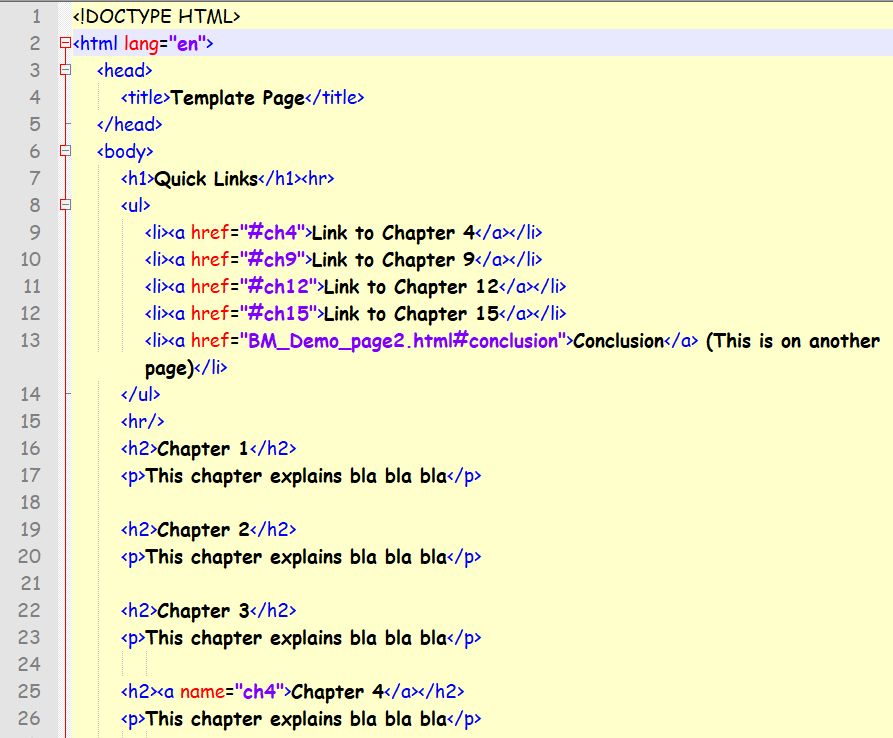 1 <!DOCTYPE HTML>
2 <html lang="en">
3 <head>
4 <title>Template Page</title>
5 </head>
6 <body>
7 <h1>Quick Links</h1><hr>
8 <ul>
9 <li><a href="#ch4">Link to Chapter 4</a></li>
10 <li><a href="#ch9">Link to Chapter 9</a></li>
11 <li><a href="#ch12">Link to Chapter 12</a></li>
12 <li><a href="#ch15">Link to Chapter 15</a></li>
13 <li><a href="BM_Demo_page2.html#conclusion">Conclusion</a> (This is on another
page)</li>
14 </ul>
15 <hr/>
16 <h2>Chapter 1</h2>
17 <p>This chapter explains bla bla bla</p>
18
19 <h2>Chapter 2</h2>
20 <p>This chapter explains bla bla bla</p>
21
22 <h2>Chapter 3</h2>
23 <p>This chapter explains bla bla bla</p>
24
25 <h2><a name="ch4">Chapter 4</a></h2>
26 <p>This chapter explains bla bla bla</p>